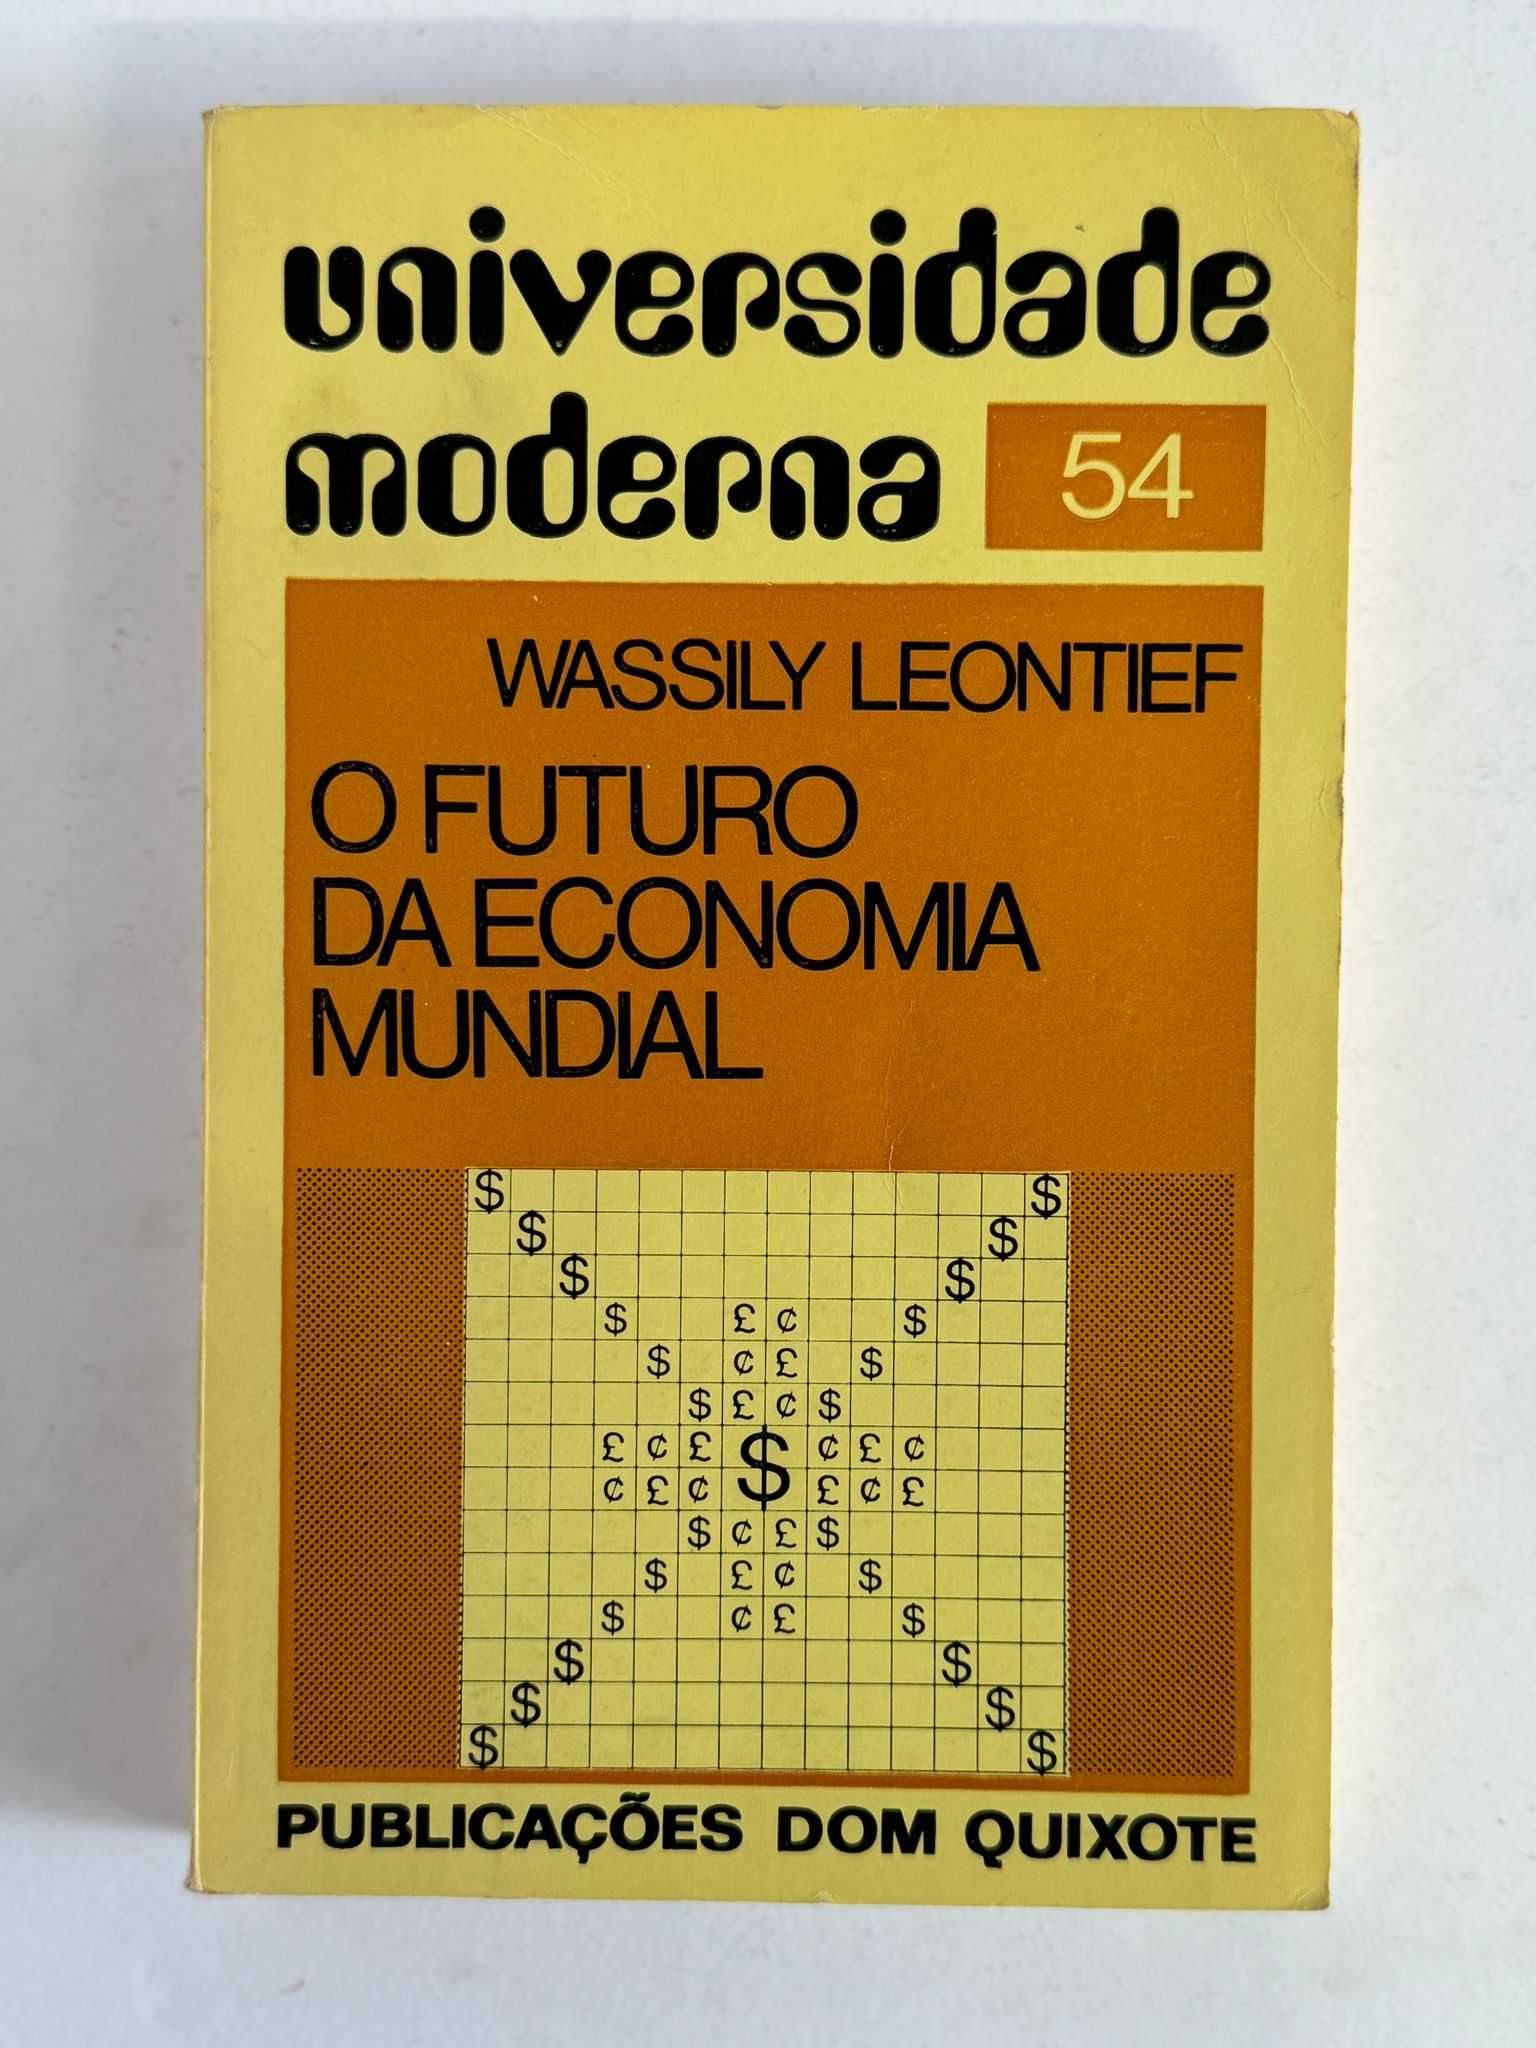 universidade
moderna 54
WASSILY LEONTIEF
O FUTURO
DA ECONOMIA
MUNDIAL
$ $
$ $
$ $
$ £ ¢ $
$ ¢ £ $
$ £ ¢ $
£ ¢ £ $ ¢ £ ¢
¢ £ ¢ £ ¢ £
$ ¢ £ $
$ £ ¢ $
$ ¢ £ $
$ $
$ $
$ $
PUBLICAÇÕES DOM QUIXOTE